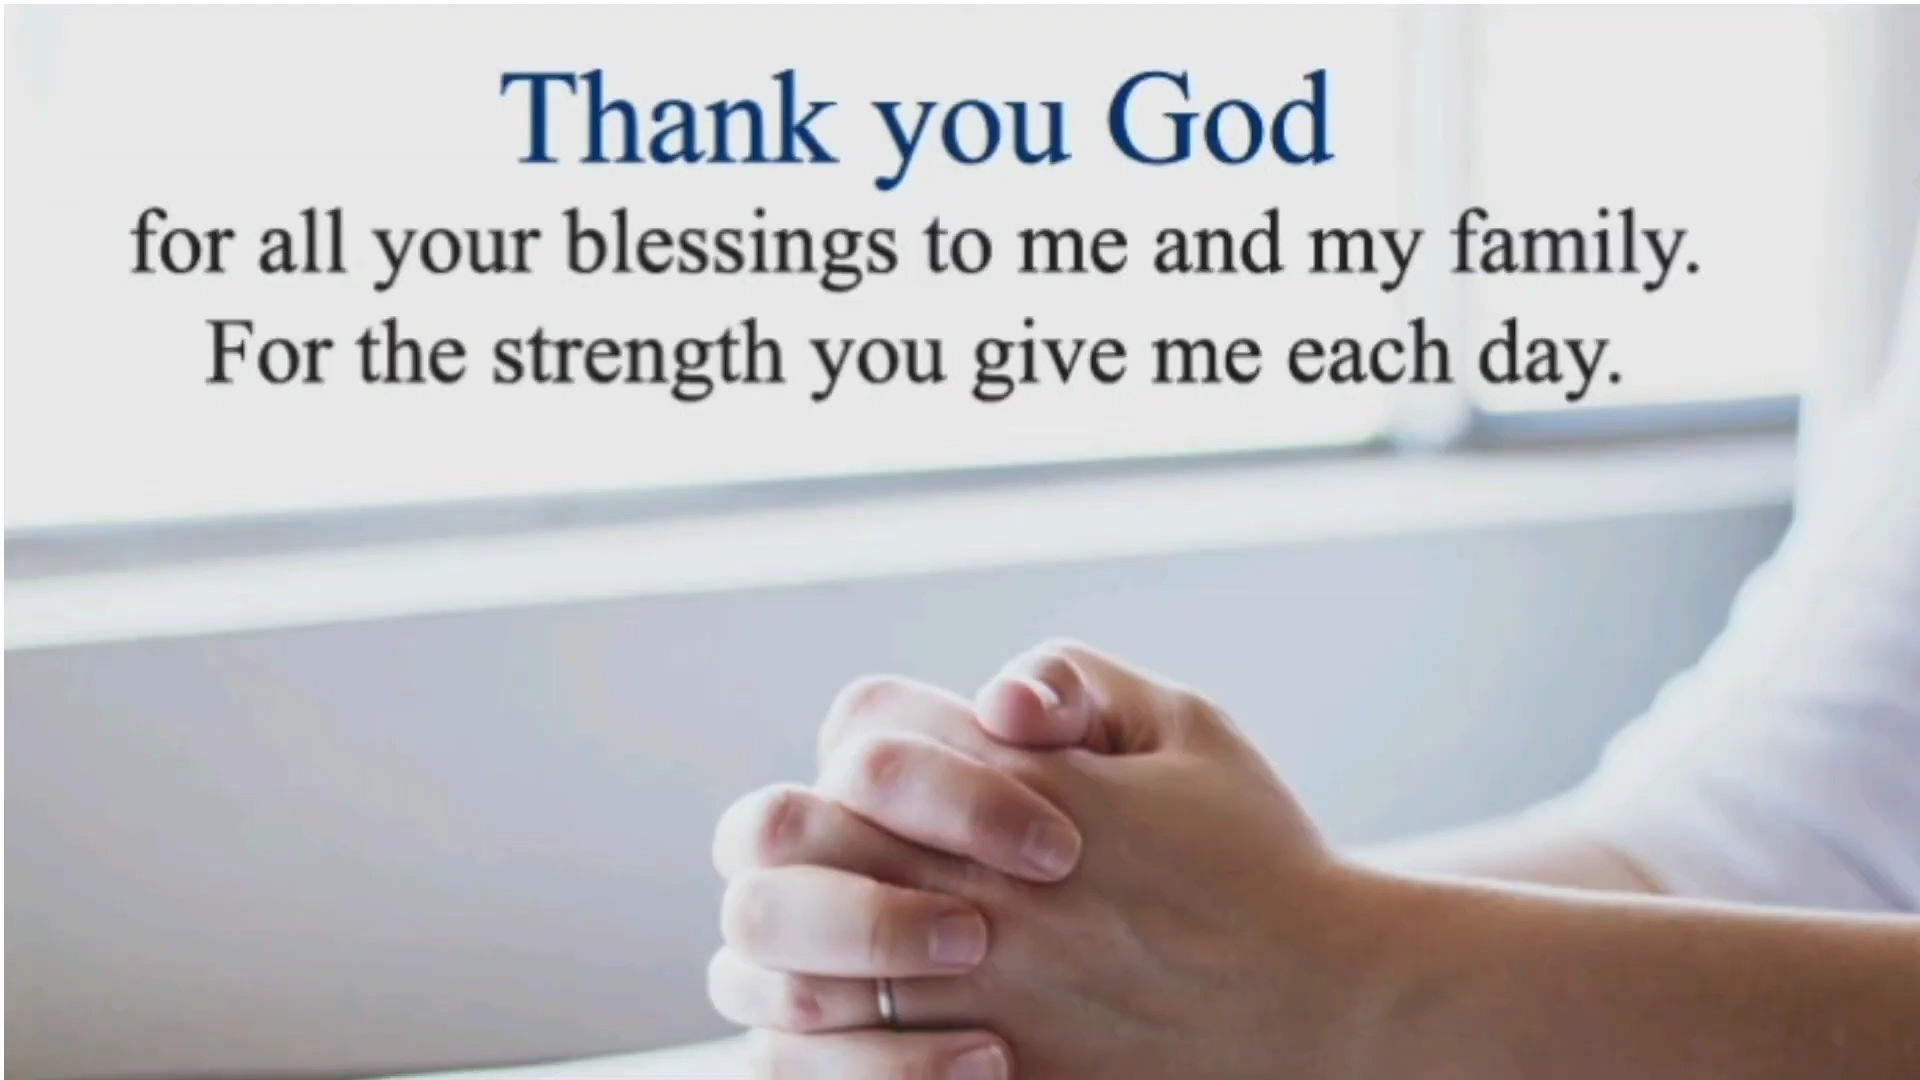 Thank you God
for all your blessings to me and my family.
For the strength you give me each day.